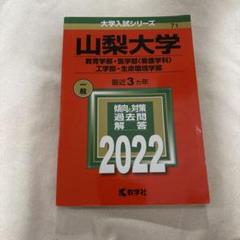 大学入試シリーズ
71
山梨大学
教育学部・医学部〈看護学科〉
工学部・生命環境学部
一般
最近3カ年
傾向と対策
過去問
解答
2022
教学社